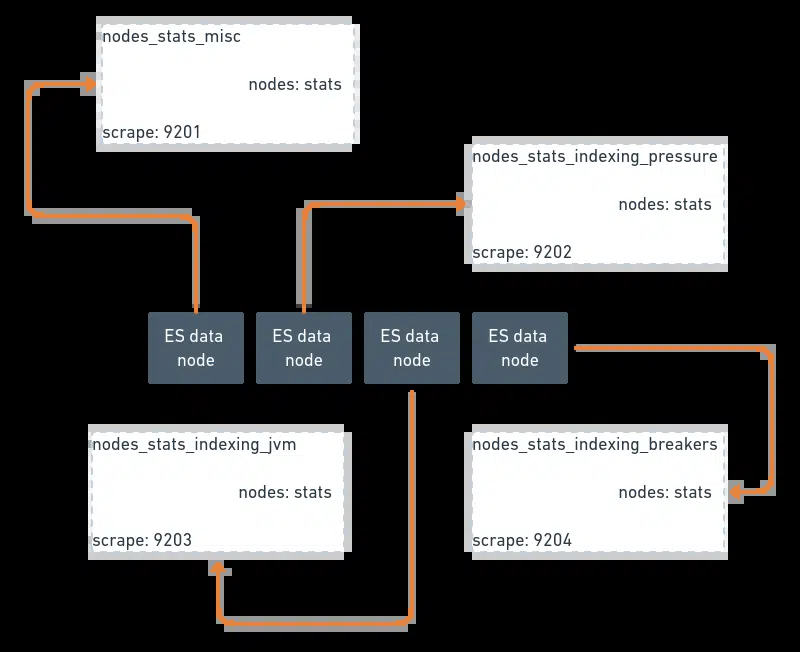 nodes_stats_misc
nodes: stats
scrape: 9201
nodes_stats_indexing_pressure
nodes: stats
scrape: 9202
ES data
node
ES data
node
ES data
node
ES data
node
nodes_stats_indexing_jvm
nodes: stats
scrape: 9203
nodes_stats_indexing_breakers
nodes: stats
scrape: 9204